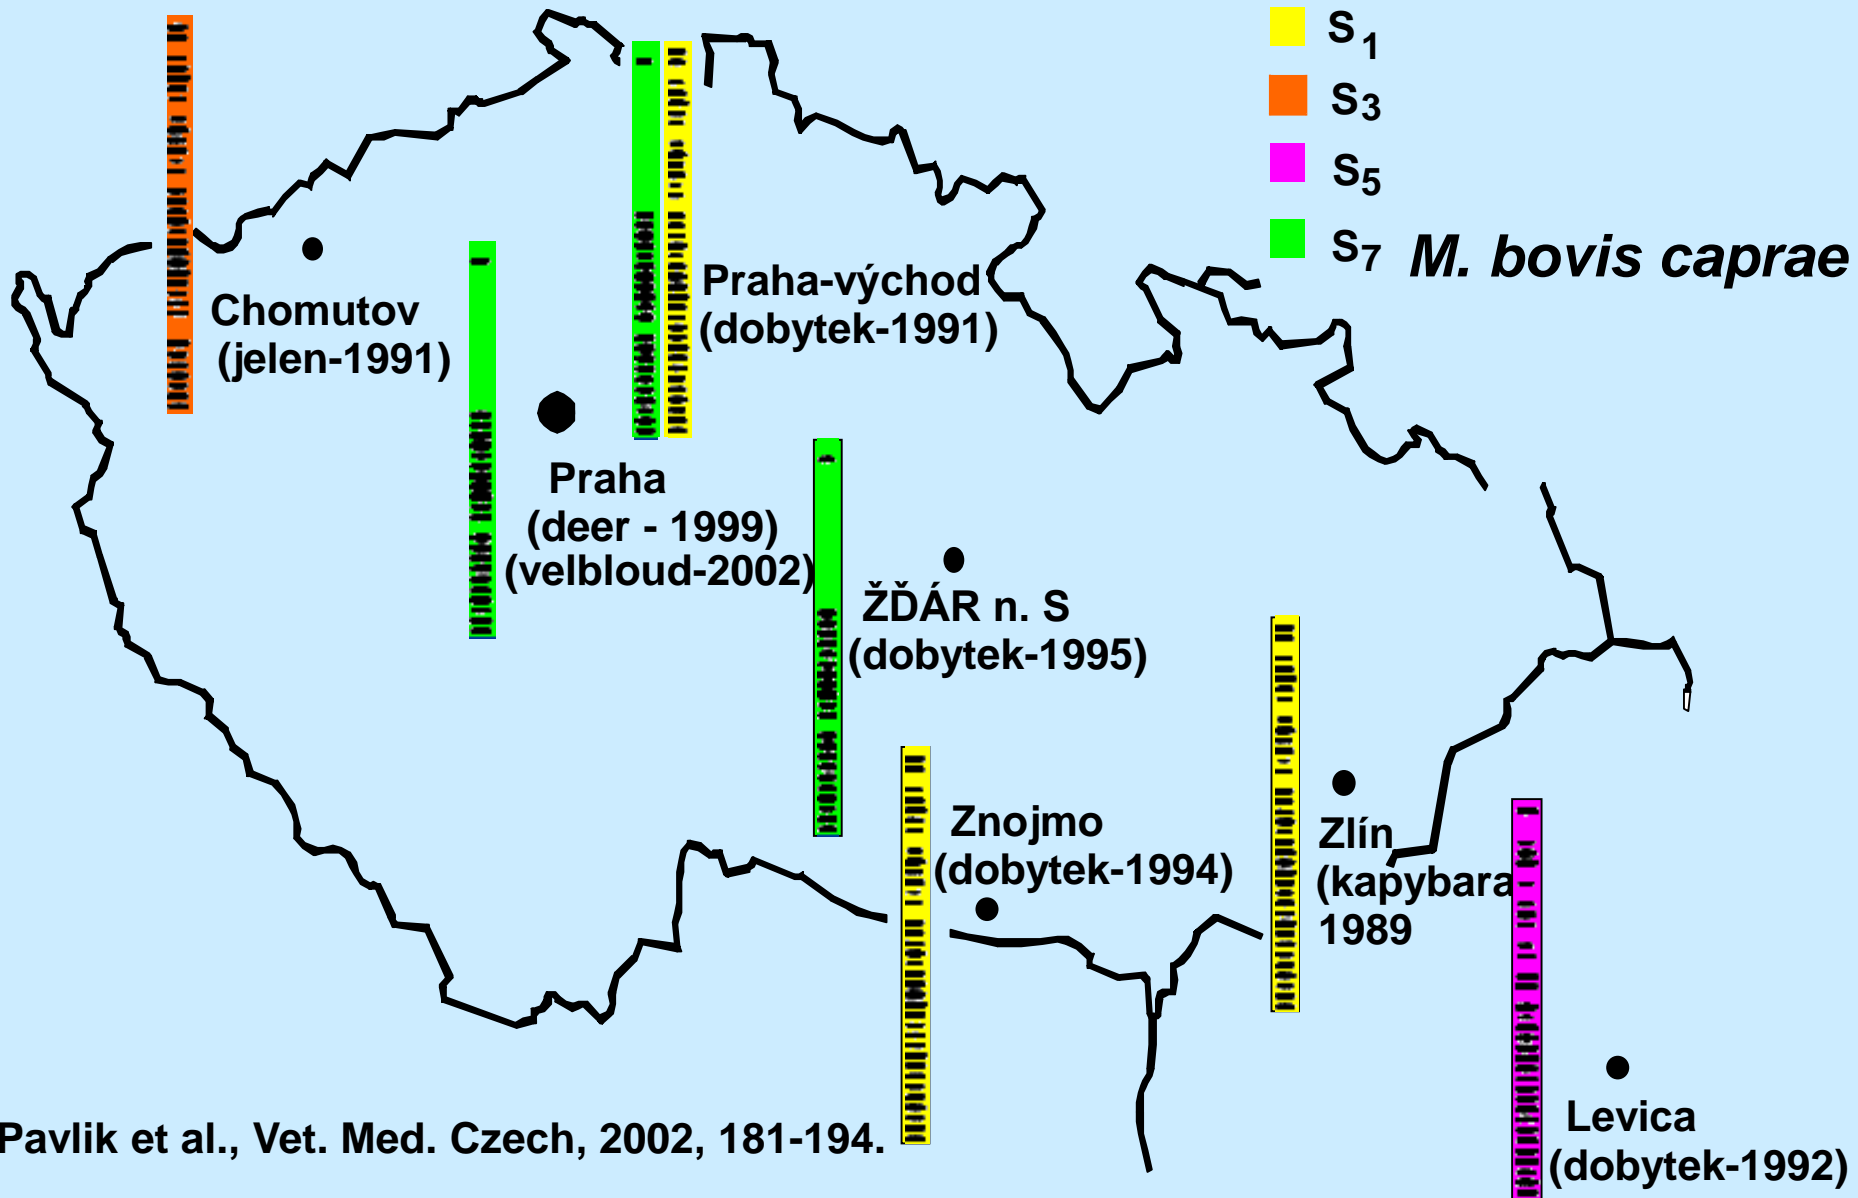 S1
S3
S5
S7 M. bovis caprae
Chomutov
(jelen-1991)
Praha-východ
(dobytek-1991)
Praha
(deer - 1999)
(velbloud-2002)
ŽĎÁR n. S
(dobytek-1995)
Znojmo
(dobytek-1994)
Zlín
(kapybara
1989
Levica
(dobytek-1992)
Pavlik et al., Vet. Med. Czech, 2002, 181-194.